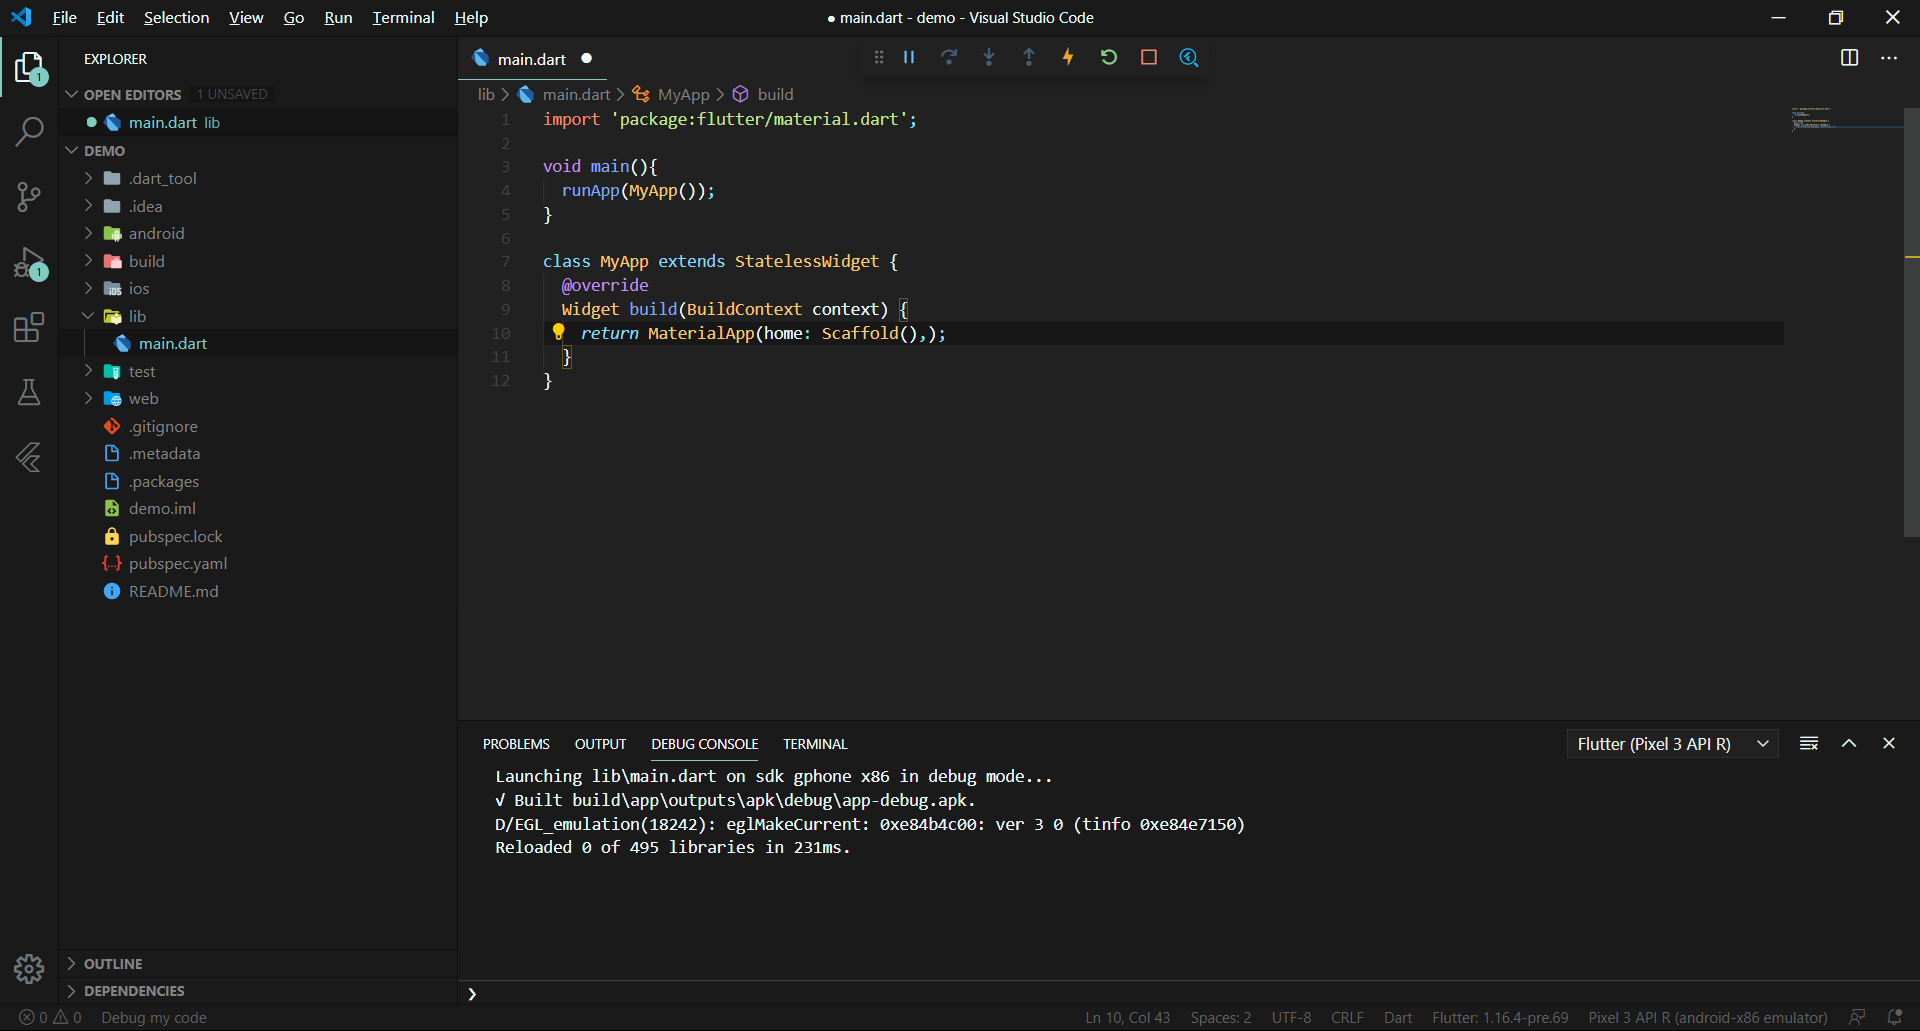 File Edit Selection View Go Run Terminal Help
● main.dart - demo - Visual Studio Code
EXPLORER
OPEN EDITORS 1 UNSAVED
main.dart lib
DEMO
.dart_tool
.idea
android
build
ios
lib
main.dart
test
web
.gitignore
.metadata
.packages
demo.iml
pubspec.lock
pubspec.yaml
README.md
OUTLINE
DEPENDENCIES
1
1
main.dart
lib > main.dart > MyApp > build
1 import 'package:flutter/material.dart';
2
3 void main(){
4 runApp(MyApp());
5 }
6
7 class MyApp extends StatelessWidget {
8 @override
9 Widget build(BuildContext context) {
10 return MaterialApp(home: Scaffold(),);
11 }
12 }
PROBLEMS OUTPUT DEBUG CONSOLE TERMINAL
Flutter (Pixel 3 API R)
Launching lib\main.dart on sdk gphone x86 in debug mode...
√ Built build\app\outputs\apk\debug\app-debug.apk.
D/EGL_emulation(18242): eglMakeCurrent: 0xe84b4c00: ver 3 0 (tinfo 0xe84e7150)
Reloaded 0 of 495 libraries in 231ms.
❯
0 0 Debug my code
Ln 10, Col 43 Spaces: 2 UTF-8 CRLF Dart Flutter: 1.16.4-pre.69 Pixel 3 API R (android-x86 emulator)